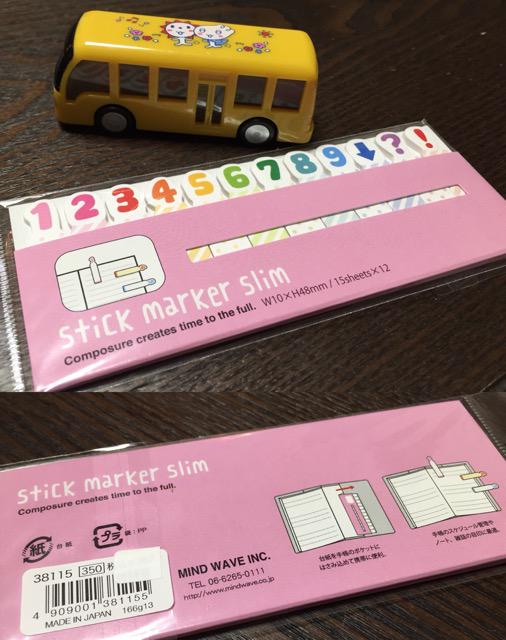 1 2 3 4 5 6 7 8 9 ↓ ? !
stick marker slim
W10×H48mm / 15sheets×12
Composure creates time to the full.
stick marker slim
Composure creates time to the full.
紙 台紙
プラ 袋:PP
38115 350
4 909001 381155
MADE IN JAPAN 166g13
MIND WAVE INC.
TEL 06-6265-0111
http://www.mindwave.co.jp
台紙を手帳のポケットに
はさみ込めて携帯に便利。
手帳のスケジュール管理や
ノート、雑誌の目印に最適。